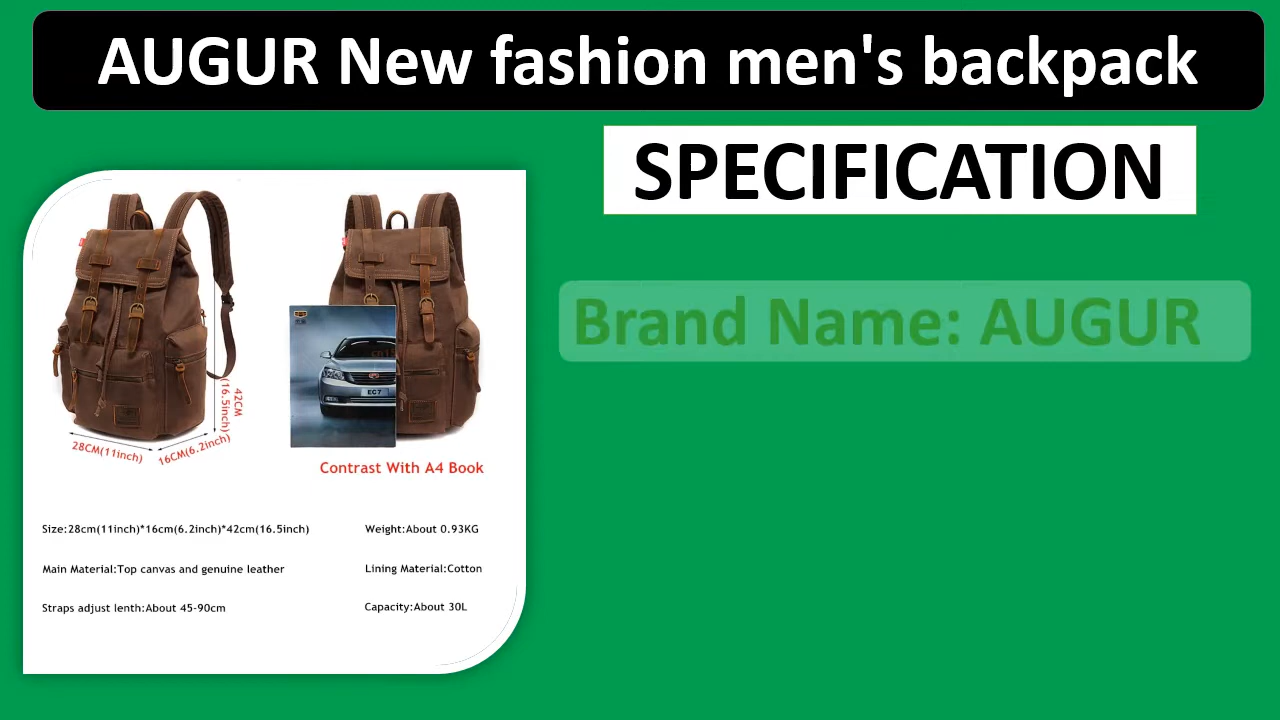 AUGUR New fashion men's backpack
SPECIFICATION
Brand Name: AUGUR
42CM
(16.5inch)
28CM(11inch)
16CM(6.2inch)
EC7
Contrast With A4 Book
Size:28cm(11inch)*16cm(6.2inch)*42cm(16.5inch)
Weight:About 0.93KG
Main Material:Top canvas and genuine leather
Lining Material:Cotton
Straps adjust lenth:About 45-90cm
Capacity:About 30L